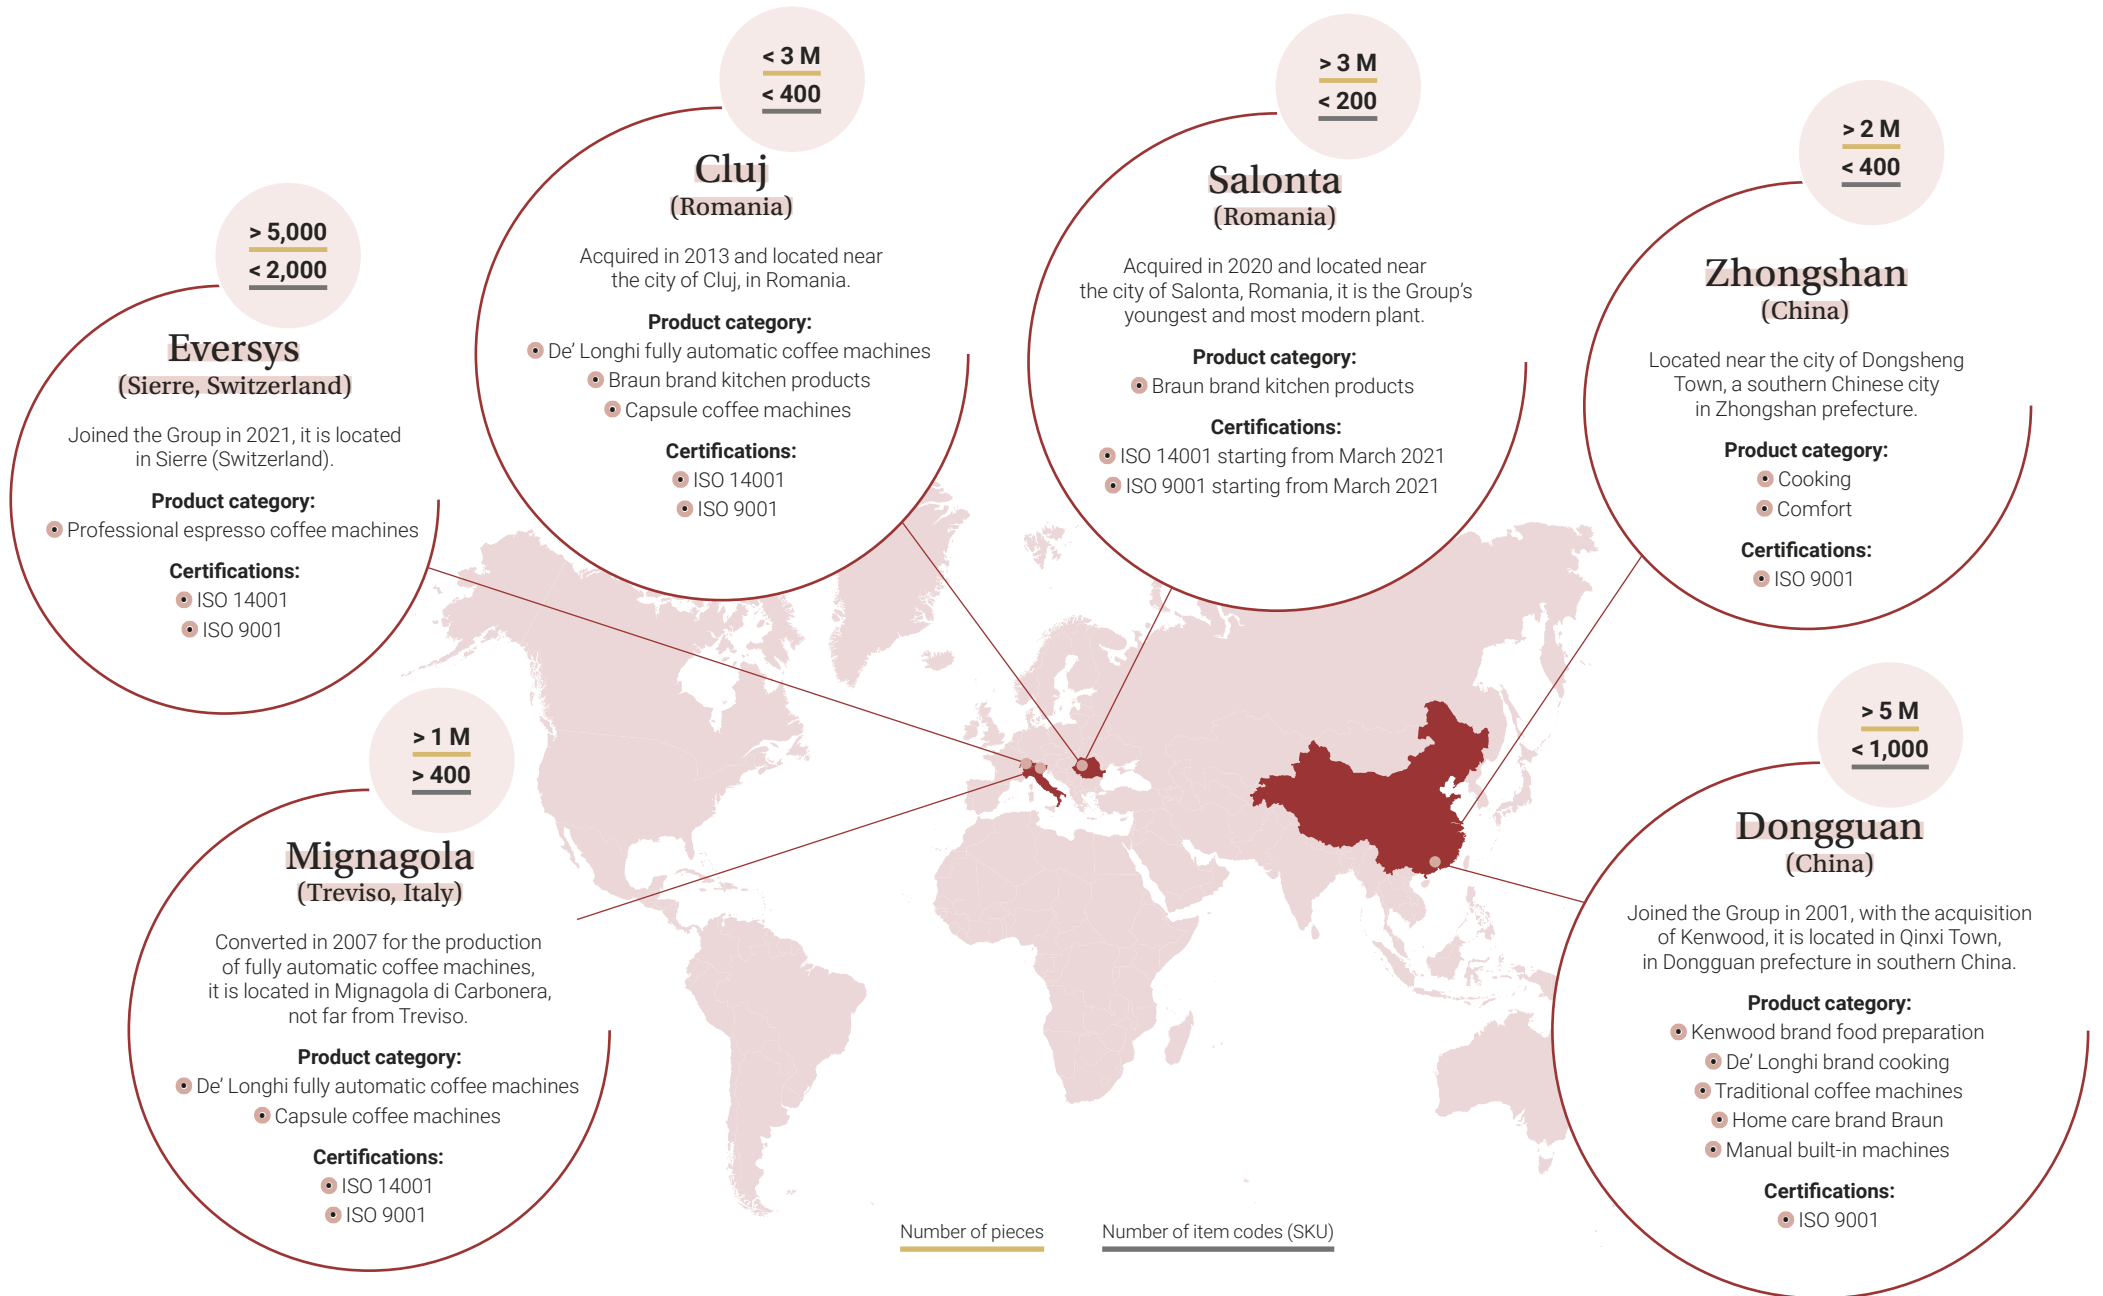 > 5,000
< 2,000
Eversys
(Sierre, Switzerland)
Joined the Group in 2021, it is located
in Sierre (Switzerland).
Product category:
Professional espresso coffee machines
Certifications:
ISO 14001
ISO 9001
< 3 M
< 400
Cluj
(Romania)
Acquired in 2013 and located near
the city of Cluj, in Romania.
Product category:
De' Longhi fully automatic coffee machines
Braun brand kitchen products
Capsule coffee machines
Certifications:
ISO 14001
ISO 9001
> 3 M
< 200
Salonta
(Romania)
Acquired in 2020 and located near
the city of Salonta, Romania, it is the Group's
youngest and most modern plant.
Product category:
Braun brand kitchen products
Certifications:
ISO 14001 starting from March 2021
ISO 9001 starting from March 2021
> 2 M
< 400
Zhongshan
(China)
Located near the city of Dongsheng
Town, a southern Chinese city
in Zhongshan prefecture.
Product category:
Cooking
Comfort
Certifications:
ISO 9001
> 1 M
> 400
Mignagola
(Treviso, Italy)
Converted in 2007 for the production
of fully automatic coffee machines,
it is located in Mignagola di Carbonera,
not far from Treviso.
Product category:
De' Longhi fully automatic coffee machines
Capsule coffee machines
Certifications:
ISO 14001
ISO 9001
> 5 M
< 1,000
Dongguan
(China)
Joined the Group in 2001, with the acquisition
of Kenwood, it is located in Qinxi Town,
in Dongguan prefecture in southern China.
Product category:
Kenwood brand food preparation
De' Longhi brand cooking
Traditional coffee machines
Home care brand Braun
Manual built-in machines
Certifications:
ISO 9001
Number of pieces
Number of item codes (SKU)